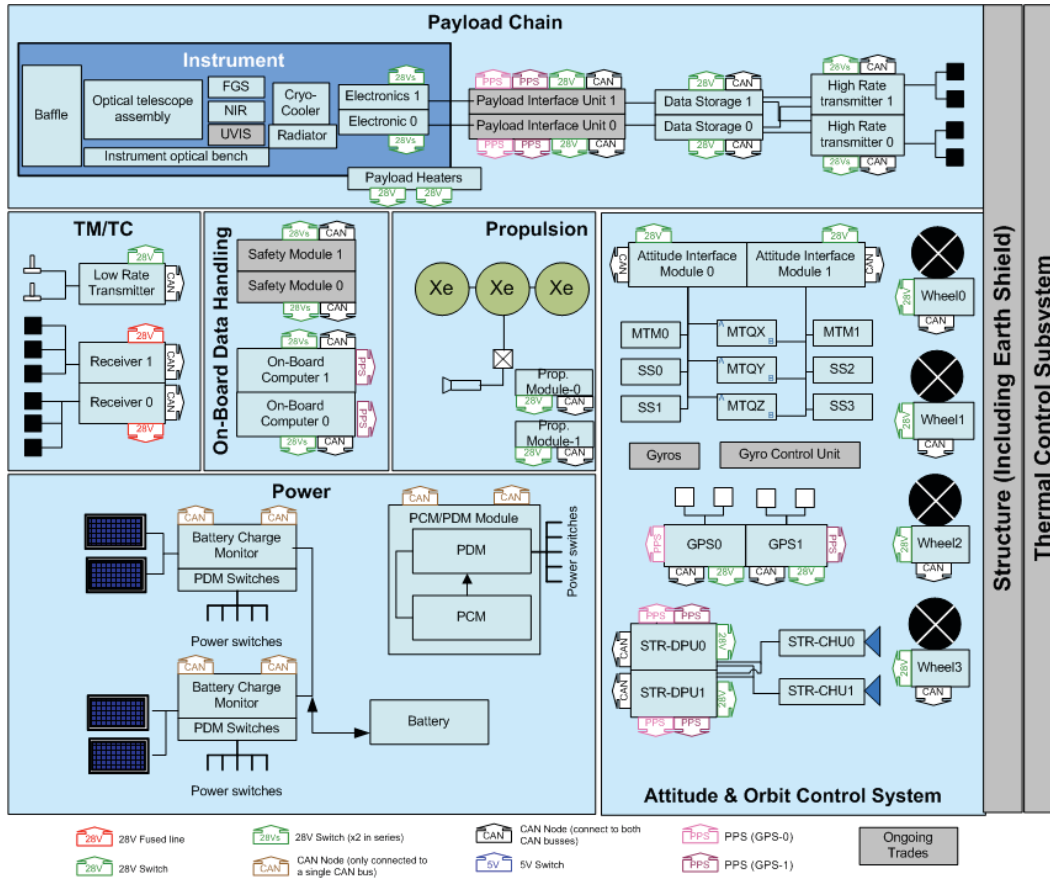 Payload Chain
Instrument
Baffle
Optical telescope
assembly
FGS
NIR
UVIS
Cryo-
Cooler
Radiator
Instrument optical bench
28Vs
Electronics 1
Electronic 0
28Vs
PPS
PPS
28V
CAN
Payload Interface Unit 1
Payload Interface Unit 0
PPS
PPS
28V
CAN
28V
CAN
Data Storage 1
Data Storage 0
28V
CAN
28Vs
CAN
High Rate
transmitter 1
High Rate
transmitter 0
28Vs
CAN
Payload Heaters
28V
28V
TM/TC
28V
Low Rate
Transmitter
CAN
28V
Receiver 1
CAN
Receiver 0
CAN
28V
On-Board Data Handling
28Vs
CAN
Safety Module 1
Safety Module 0
28Vs
CAN
28Vs
CAN
On-Board
Computer 1
PPS
On-Board
Computer 0
PPS
28Vs
CAN
Propulsion
Xe
Xe
Xe
Prop.
Module-0
28V
CAN
Prop.
Module-1
28V
CAN
28V
28V
CAN
Attitude Interface
Module 0
Attitude Interface
Module 1
CAN
MTM0
A
MTQX
B
MTM1
SS0
A
MTQY
B
SS2
SS1
A
MTQZ
B
SS3
Gyros
Gyro Control Unit
PPS
GPS0
GPS1
PPS
CAN
28V
CAN
28V
PPS
PPS
CAN
STR-DPU0
28V
STR-CHU0
CAN
STR-DPU1
28V
STR-CHU1
PPS
PPS
28V
Wheel0
CAN
28V
Wheel1
CAN
28V
Wheel2
CAN
28V
Wheel3
CAN
Attitude & Orbit Control System
Power
CAN
CAN
Battery Charge
Monitor
PDM Switches
Power switches
CAN
CAN
PCM/PDM Module
PDM
PCM
Power switches
CAN
CAN
Battery Charge
Monitor
PDM Switches
Power switches
Battery
Structure (Including Earth Shield)
Thermal Control Subsystem
28V
28V Fused line
28Vs
28V Switch (x2 in series)
CAN
CAN Node (connect to both
CAN busses)
PPS
PPS (GPS-0)
28V
28V Switch
CAN
CAN Node (only connected to
a single CAN bus)
5V
5V Switch
PPS
PPS (GPS-1)
Ongoing
Trades